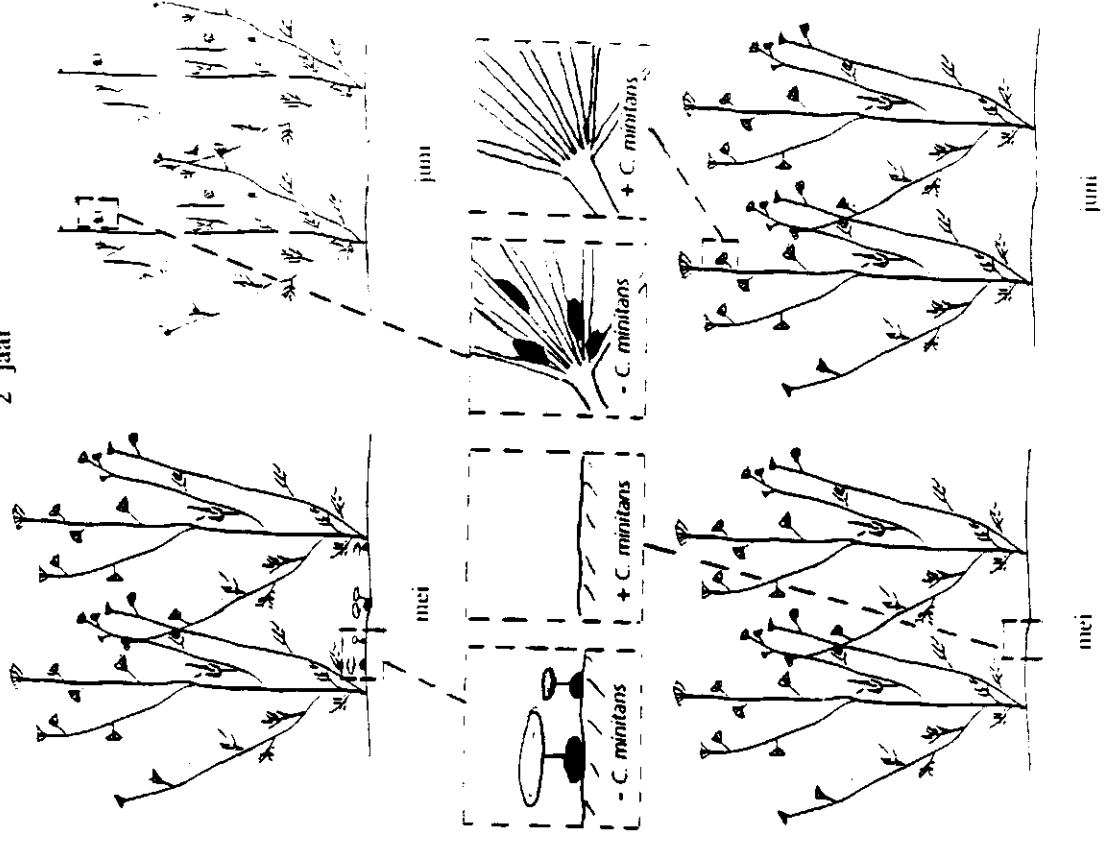 2ᵉ jaar
mei
juni
- C. minitans
+ C. minitans
- C. minitans
+ C. minitans
mei
juni